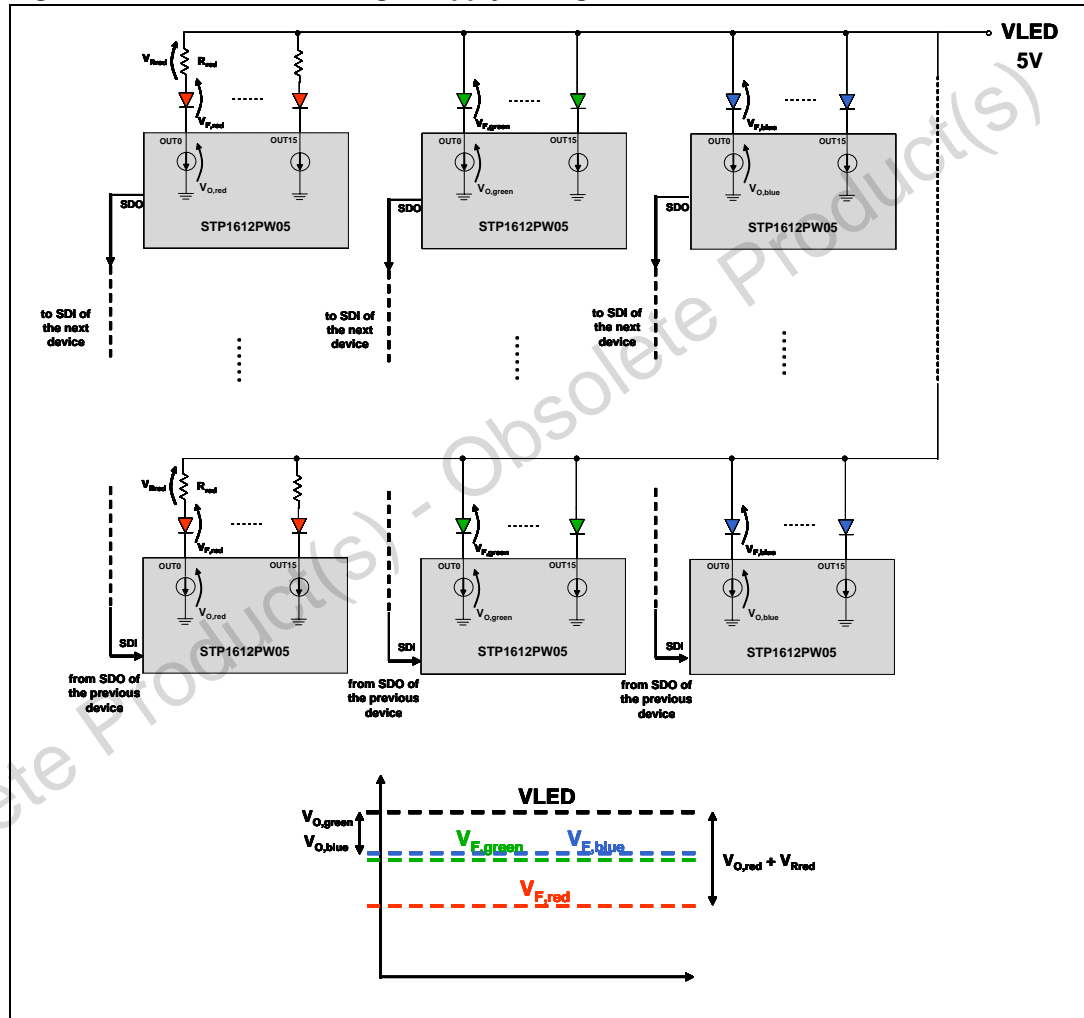 VLED
5V
VRred
Rred
VF,red
VF,green
VF,blue
OUT0
OUT15
OUT0
OUT15
OUT0
OUT15
VO,red
VO,green
VO,blue
SDO
STP1612PW05
SDO
STP1612PW05
SDO
STP1612PW05
to SDI of
the next
device
to SDI of
the next
device
to SDI of
the next
device
VRred
Rred
VF,red
VF,green
VF,blue
OUT0
OUT15
OUT0
OUT15
OUT0
OUT15
VO,red
VO,green
VO,blue
SDI
STP1612PW05
SDI
STP1612PW05
SDI
STP1612PW05
from SDO of
the previous
device
from SDO of
the previous
device
from SDO of
the previous
device
VLED
VO,green
VO,blue
VF,green
VF,blue
VF,red
VO,red + VRred
ete Product(s) - Obsolete Product(s)